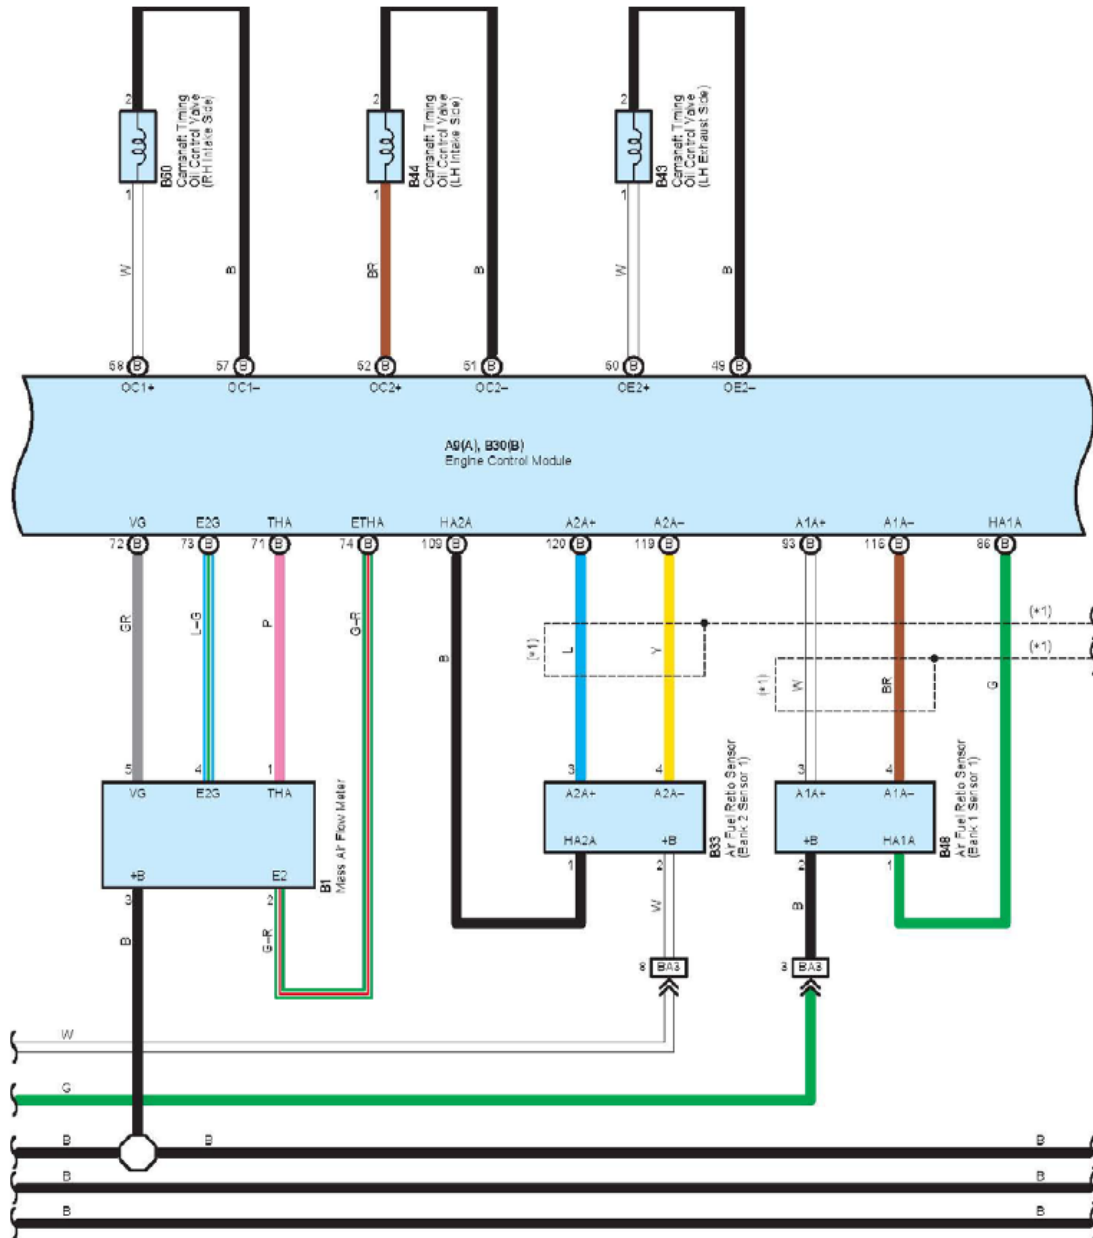 2
B60
Camshaft Timing
Oil Control Valve
(RH Intake Side)
1
W
B
2
B44
Camshaft Timing
Oil Control Valve
(LH Intake Side)
1
BR
B
2
B43
Camshaft Timing
Oil Control Valve
(LH Exhaust Side)
1
W
B
58 B
57 B
52 B
51 B
50 B
49 B
OC1+
OC1–
OC2+
OC2–
OE2+
OE2–
A9(A), B30(B)
Engine Control Module
VG
E2G
THA
ETHA
HA2A
A2A+
A2A–
A1A+
A1A–
HA1A
72 B
73 B
71 B
74 B
109 B
120 B
119 B
93 B
116 B
86 B
GR
L–G
P
G–R
B
(*1)
L
Y
(*1)
W
BR
G
(*1)
(*1)
5
4
1
3
4
3
4
VG
E2G
THA
A2A+
A2A–
A1A+
A1A–
+B
E2
B1
Mass Air Flow Meter
HA2A
+B
B33
Air Fuel Ratio Sensor
(Bank 2 Sensor 1)
+B
HA1A
B48
Air Fuel Ratio Sensor
(Bank 1 Sensor 1)
3
2
1
2
2
1
B
G–R
W
B
8 BA3
3 BA3
W
G
B
B
B
B
B
B